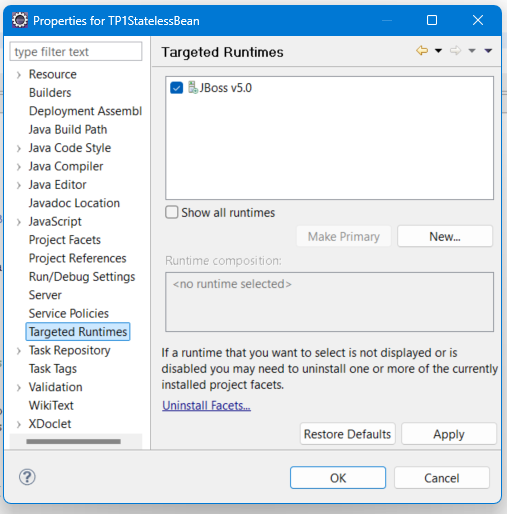 Properties for TP1StatelessBean
type filter text
Targeted Runtimes
Resource
Builders
Deployment Assembl
Java Build Path
Java Code Style
Java Compiler
Java Editor
Javadoc Location
JavaScript
Project Facets
Project References
Run/Debug Settings
Server
Service Policies
Targeted Runtimes
Task Repository
Task Tags
Validation
WikiText
XDoclet
JBoss v5.0
Show all runtimes
Make Primary
New...
Runtime composition:
<no runtime selected>
If a runtime that you want to select is not displayed or is
disabled you may need to uninstall one or more of the currently
installed project facets.
Uninstall Facets...
Restore Defaults
Apply
?
OK
Cancel